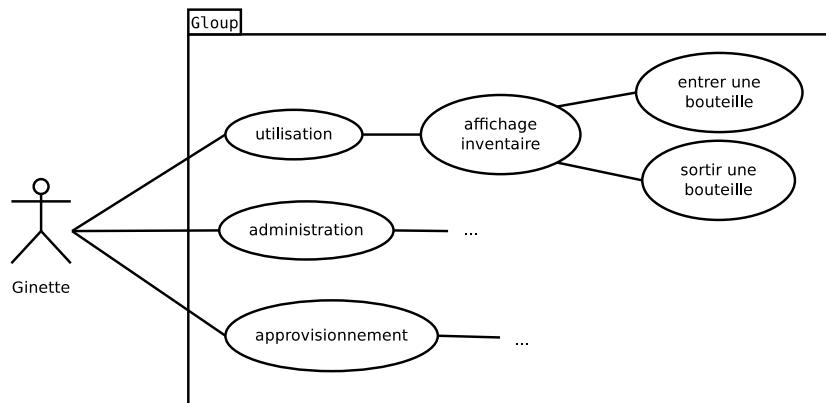 Gloup
entrer une
bouteille
utilisation
affichage
inventaire
sortir une
bouteille
administration
...
Ginette
approvisionnement
...